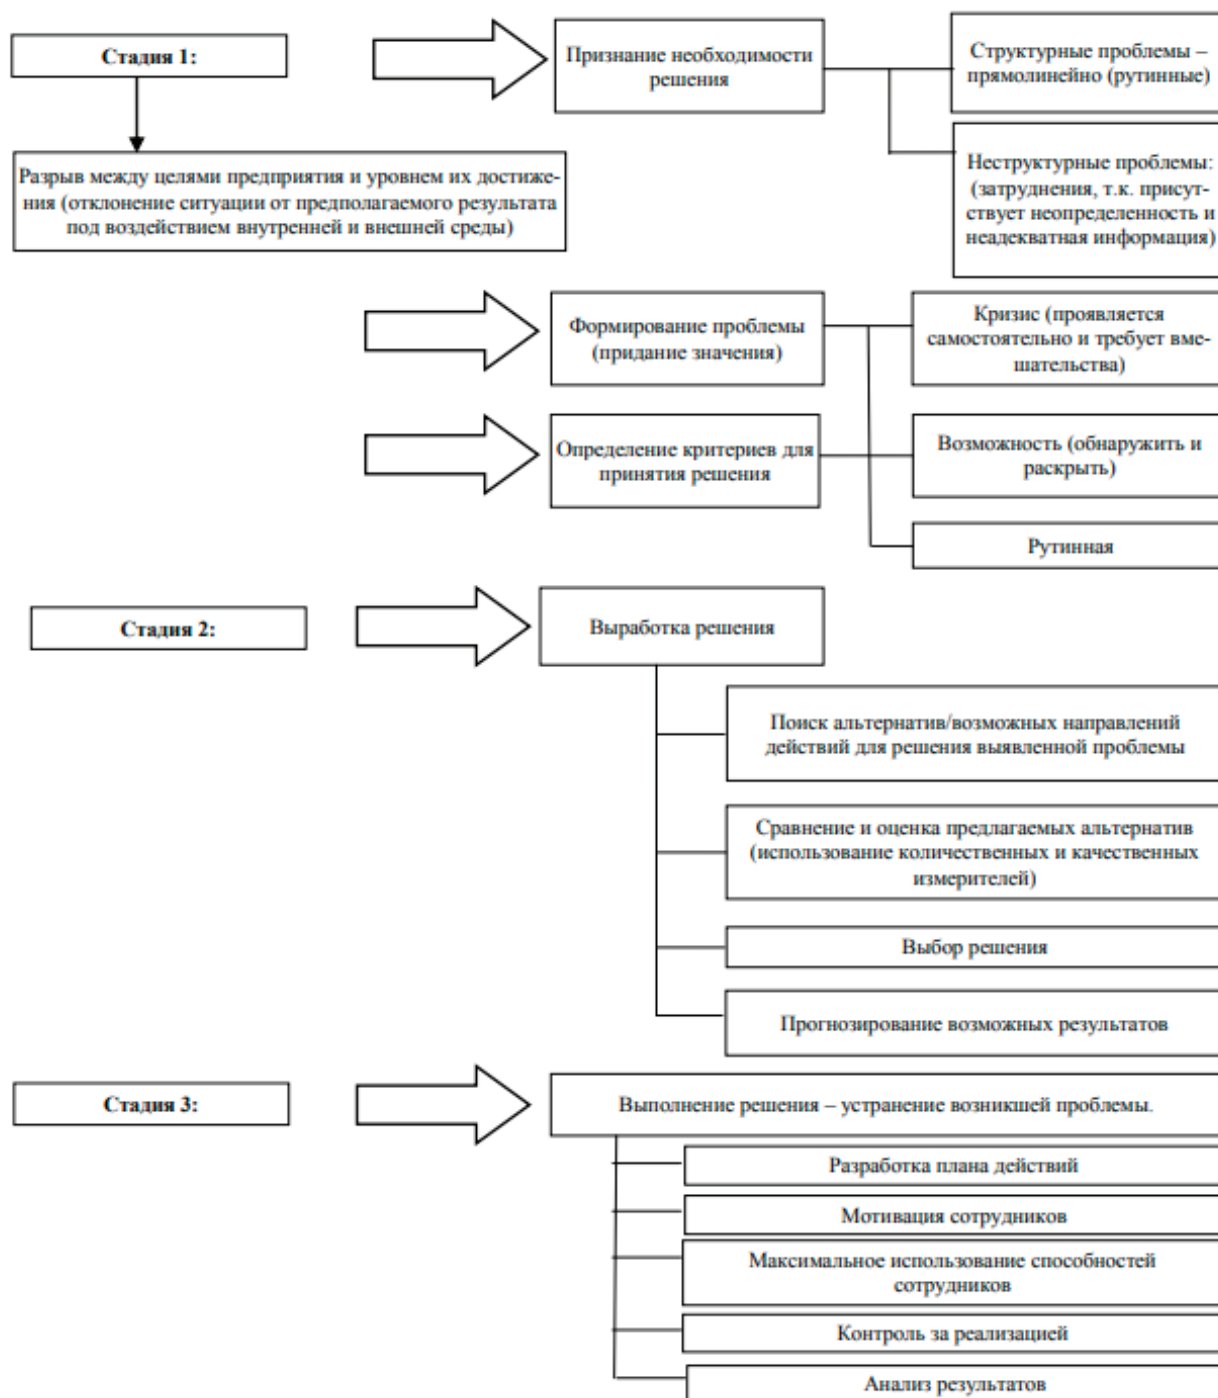 Стадия 1:
Признание необходимости
решения
Структурные проблемы –
прямолинейно (рутинные)
Разрыв между целями предприятия и уровнем их достиже-
ния (отклонение ситуации от предполагаемого результата
под воздействием внутренней и внешней среды)
Неструктурные проблемы:
(затруднения, т.к. присут-
ствует неопределенность и
неадекватная информация)
Формирование проблемы
(придание значения)
Кризис (проявляется
самостоятельно и требует вме-
шательства)
Определение критериев для
принятия решения
Возможность (обнаружить и
раскрыть)
Рутинная
Стадия 2:
Выработка решения
Поиск альтернатив/возможных направлений
действий для решения выявленной проблемы
Сравнение и оценка предлагаемых альтернатив
(использование количественных и качественных
измерителей)
Выбор решения
Прогнозирование возможных результатов
Стадия 3:
Выполнение решения – устранение возникшей проблемы.
Разработка плана действий
Мотивация сотрудников
Максимальное использование способностей
сотрудников
Контроль за реализацией
Анализ результатов